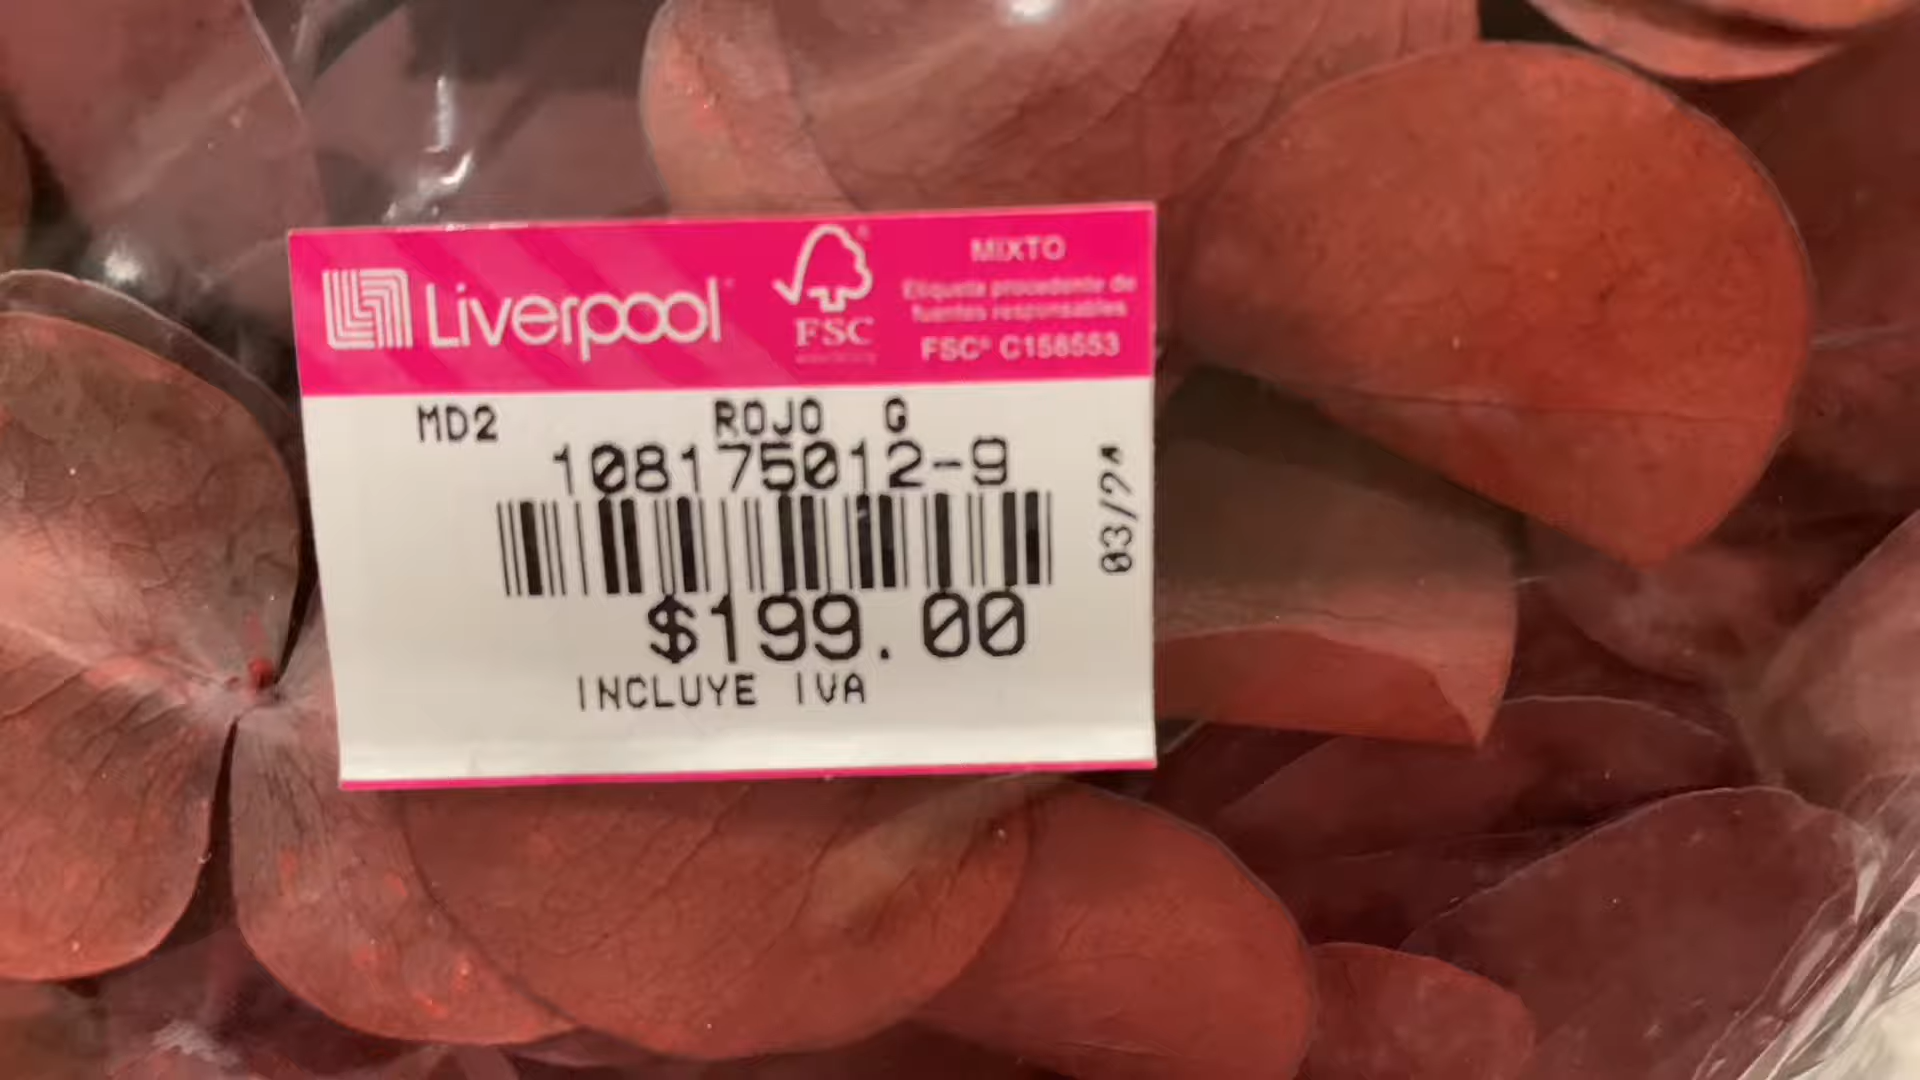 Liverpool
FSC
MIXTO
Etiqueta procedente de
fuentes responsables
FSC® C156553
MD2 ROJO G
108175012-9
03/24
$199.00
INCLUYE IVA